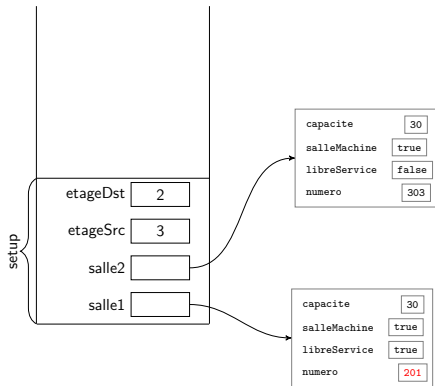 setup
etageDst 2
etageSrc 3
salle2
salle1
capacite 30
salleMachine true
libreService false
numero 303
capacite 30
salleMachine true
libreService true
numero 201